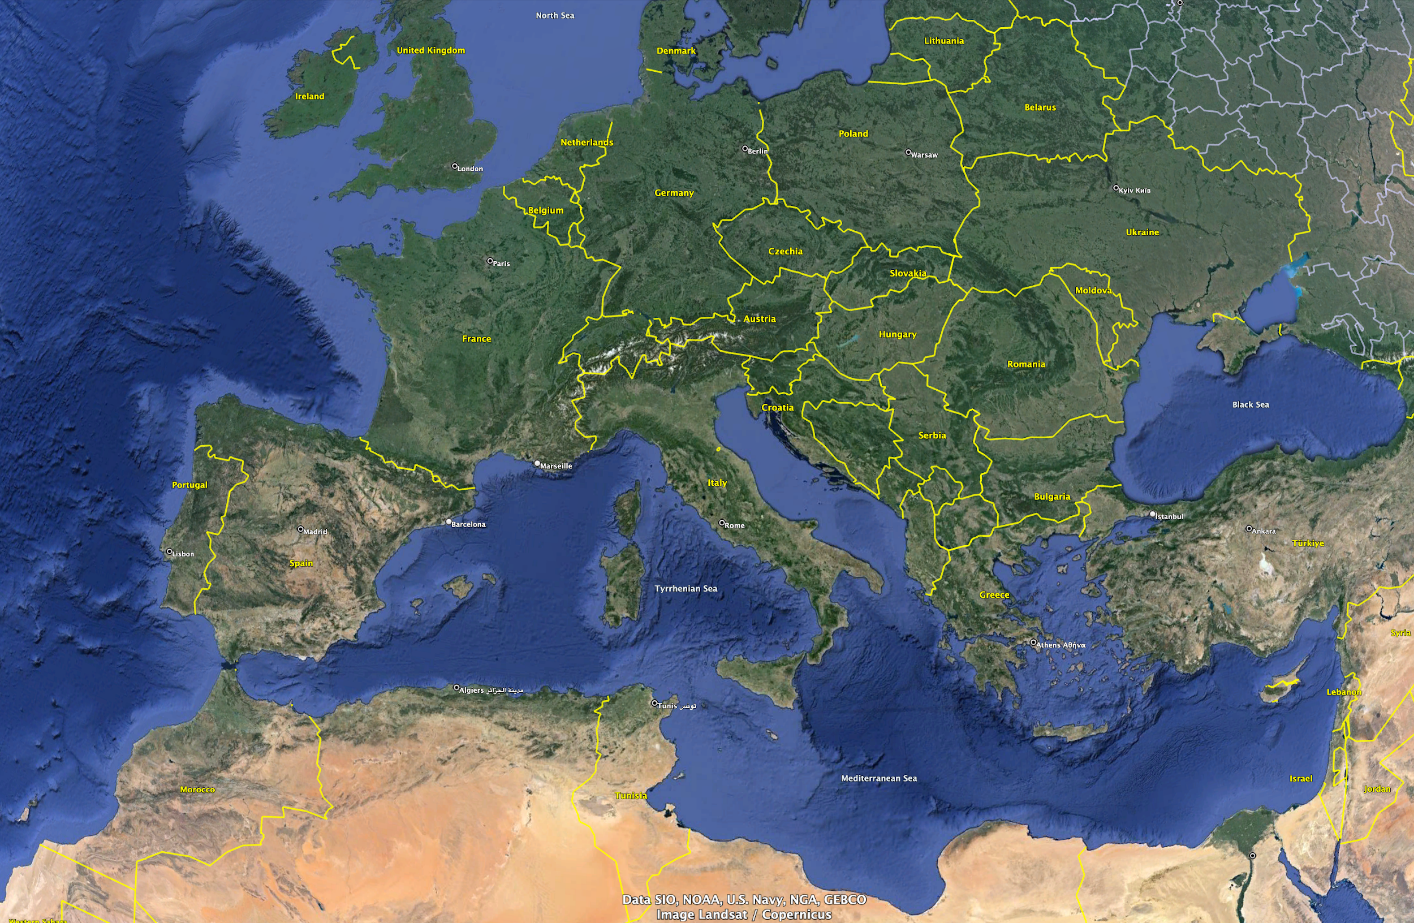 North Sea
United Kingdom
Denmark
Lithuania
Ireland
Belarus
Netherlands
Poland
Berlin
Warsaw
London
Germany
Kyiv Київ
Belgium
Ukraine
Czechia
Paris
Slovakia
Moldova
Austria
France
Hungary
Romania
Croatia
Black Sea
Serbia
Marseille
Italy
Portugal
Bulgaria
Barcelona
Rome
Istanbul
Madrid
Ankara
Türkiye
Lisbon
Spain
Tyrrhenian Sea
Greece
Syria
Athens Αθήνα
Algiers مدينة الجزائر
Lebanon
Tunis تونس
Mediterranean Sea
Israel
Morocco
Jordan
Tunisia
Data SIO, NOAA, U.S. Navy, NGA, GEBCO
Image Landsat / Copernicus